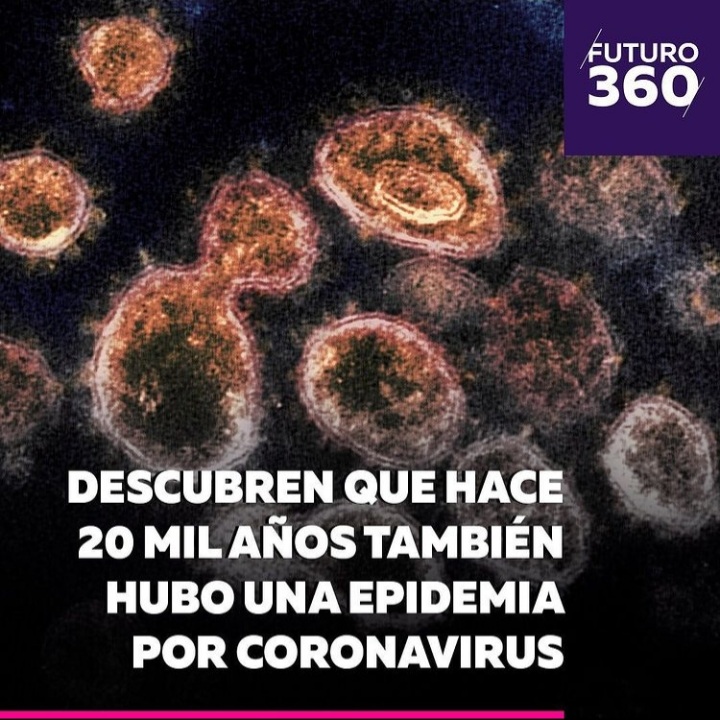 FUTURO
360
DESCUBREN QUE HACE
20 MIL AÑOS TAMBIÉN
HUBO UNA EPIDEMIA
POR CORONAVIRUS